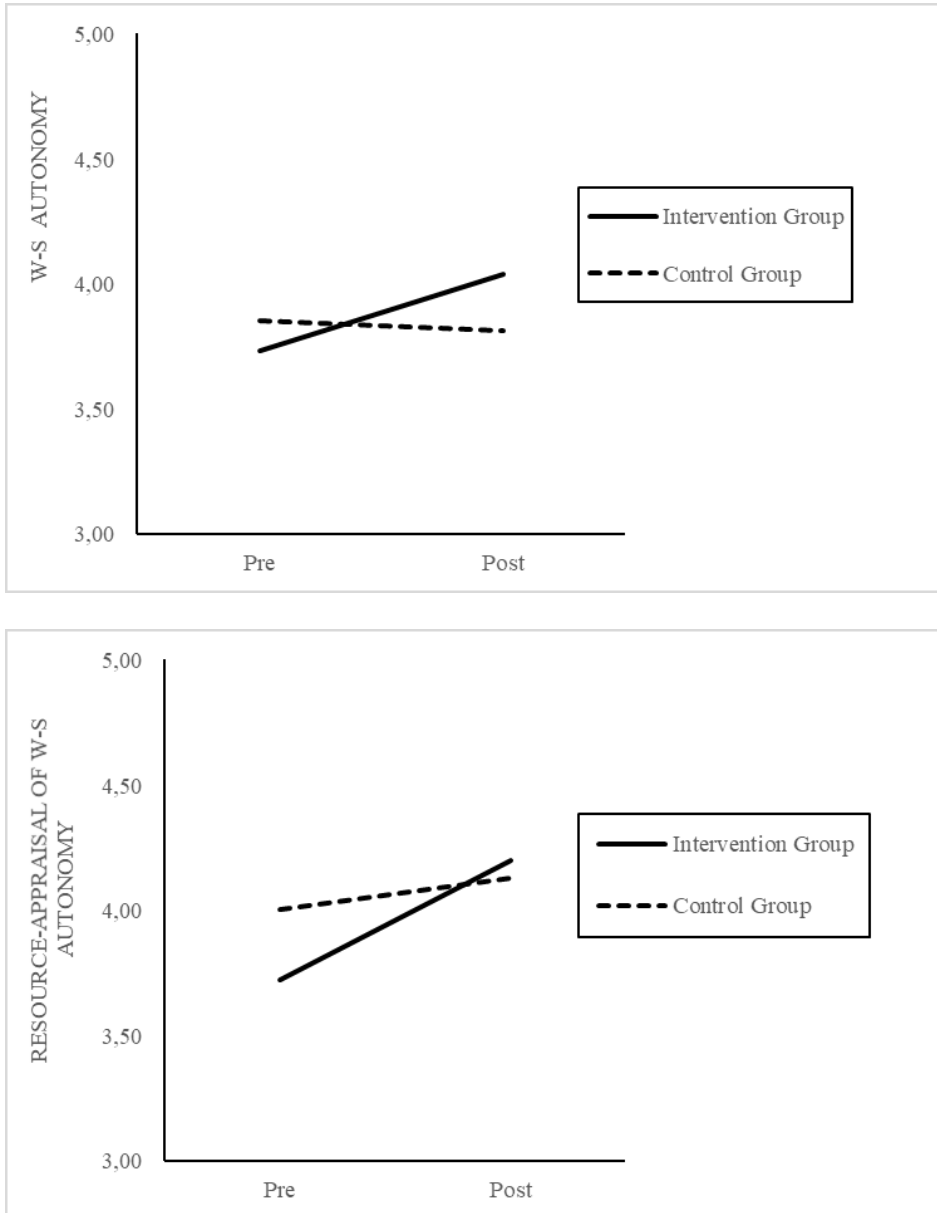 5,00
4,50
4,00
3,50
3,00
W-S AUTONOMY
Pre
Post
Intervention Group
Control Group
5,00
4,50
4,00
3,50
3,00
RESOURCE-APPRAISAL OF W-S
AUTONOMY
Pre
Post
Intervention Group
Control Group